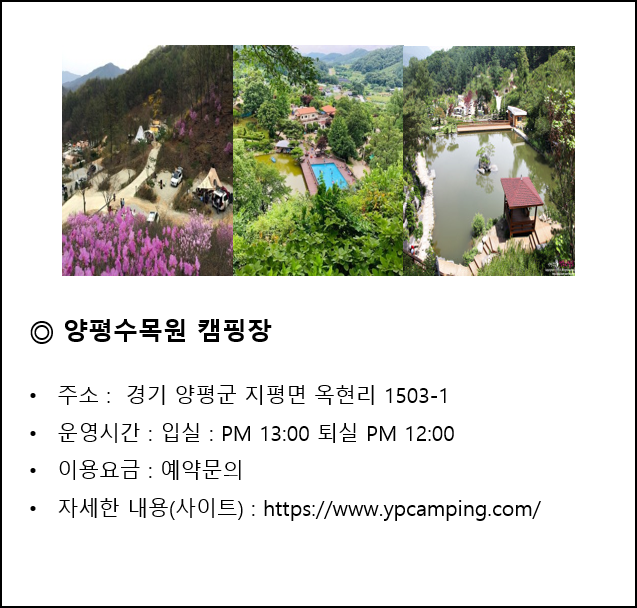 ◎ 양평수목원 캠핑장
• 주소 : 경기 양평군 지평면 옥현리 1503-1
• 운영시간 : 입실 : PM 13:00 퇴실 PM 12:00
• 이용요금 : 예약문의
• 자세한 내용(사이트) : https://www.ypcamping.com/